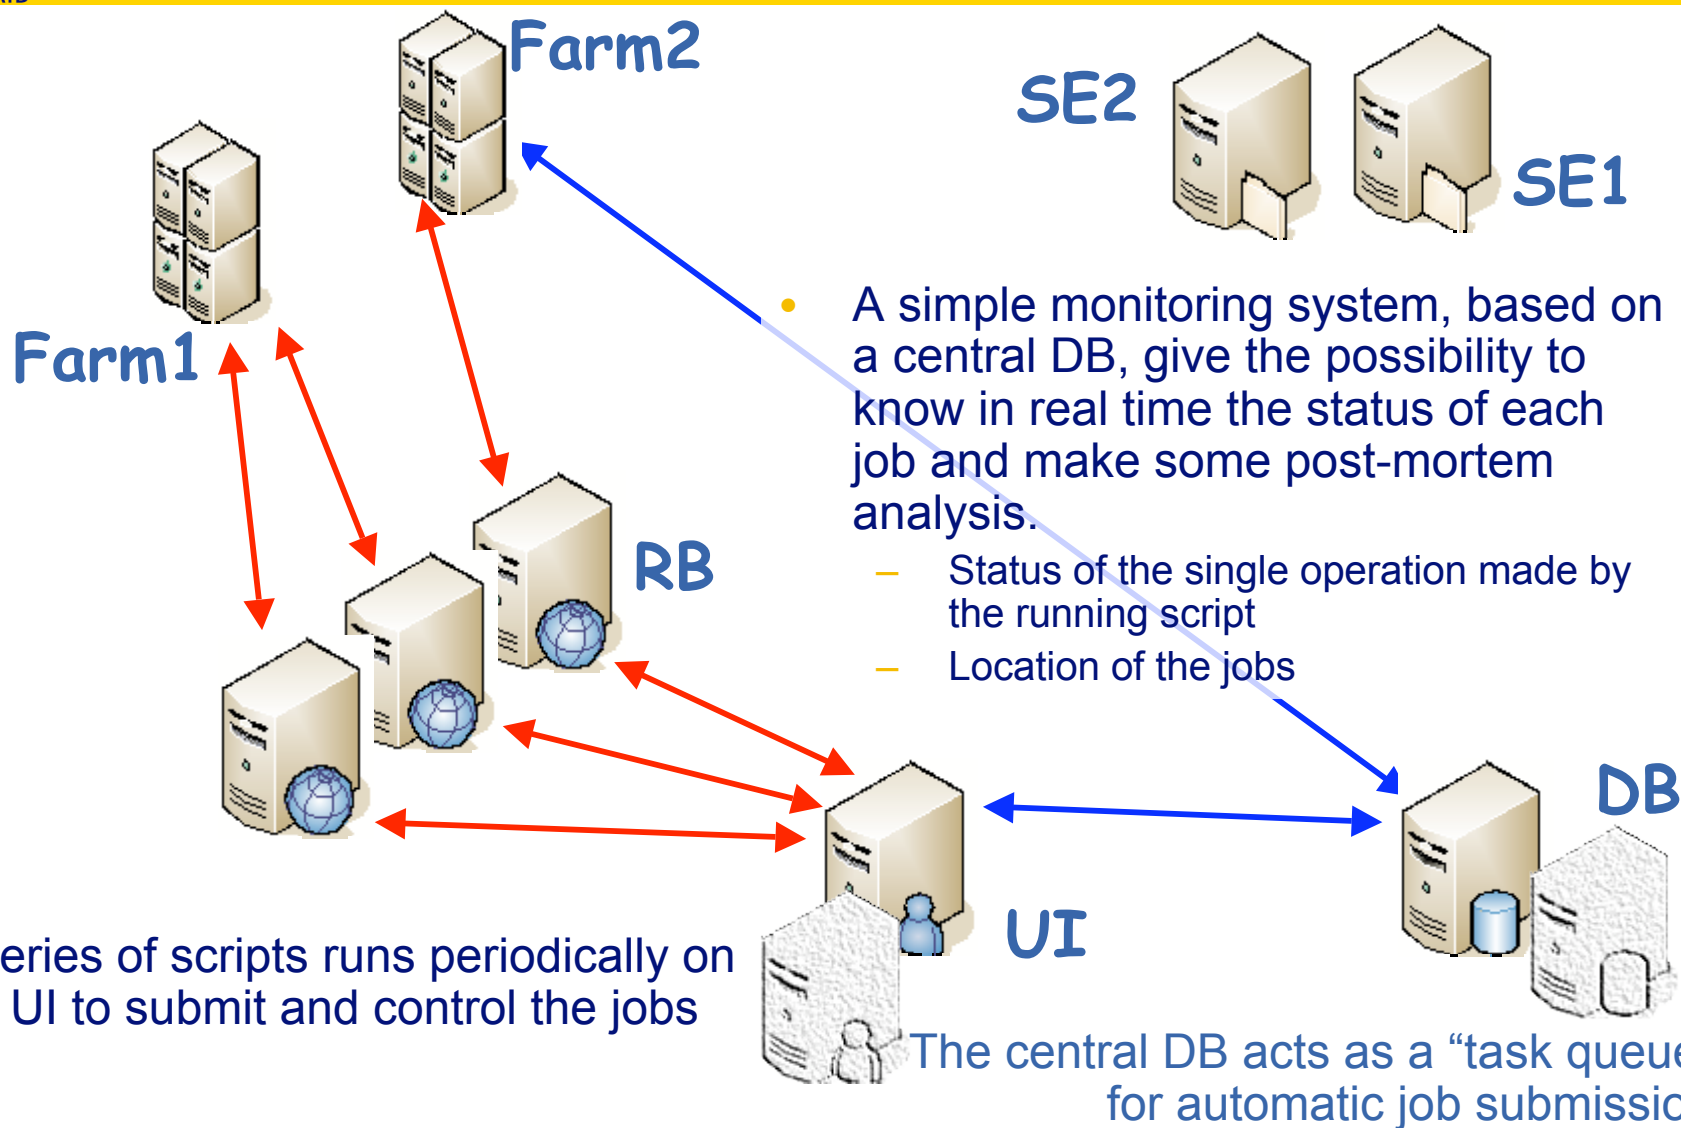 Farm2
SE2
SE1
Farm1
• A simple monitoring system, based on
a central DB, give the possibility to
know in real time the status of each
job and make some post-mortem
analysis.
– Status of the single operation made by
the running script
– Location of the jobs
RB
DB
UI
eries of scripts runs periodically on
UI to submit and control the jobs
The central DB acts as a “task queue
for automatic job submissio